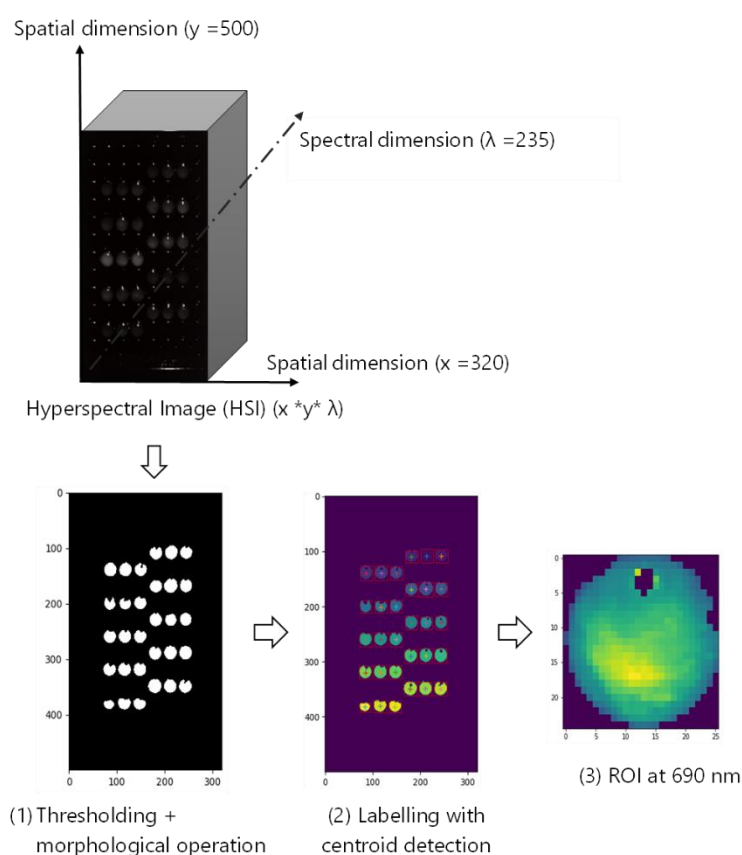 Spatial dimension (y =500)
Spectral dimension (λ =235)
Spatial dimension (x =320)
Hyperspectral Image (HSI) (x *y* λ)
0
100
200
300
400
0 100 200 300
0
100
200
300
400
0 100 200 300
0
5
10
15
20
0 5 10 15 20 25
(3) ROI at 690 nm
(1) Thresholding +
morphological operation
(2) Labelling with
centroid detection